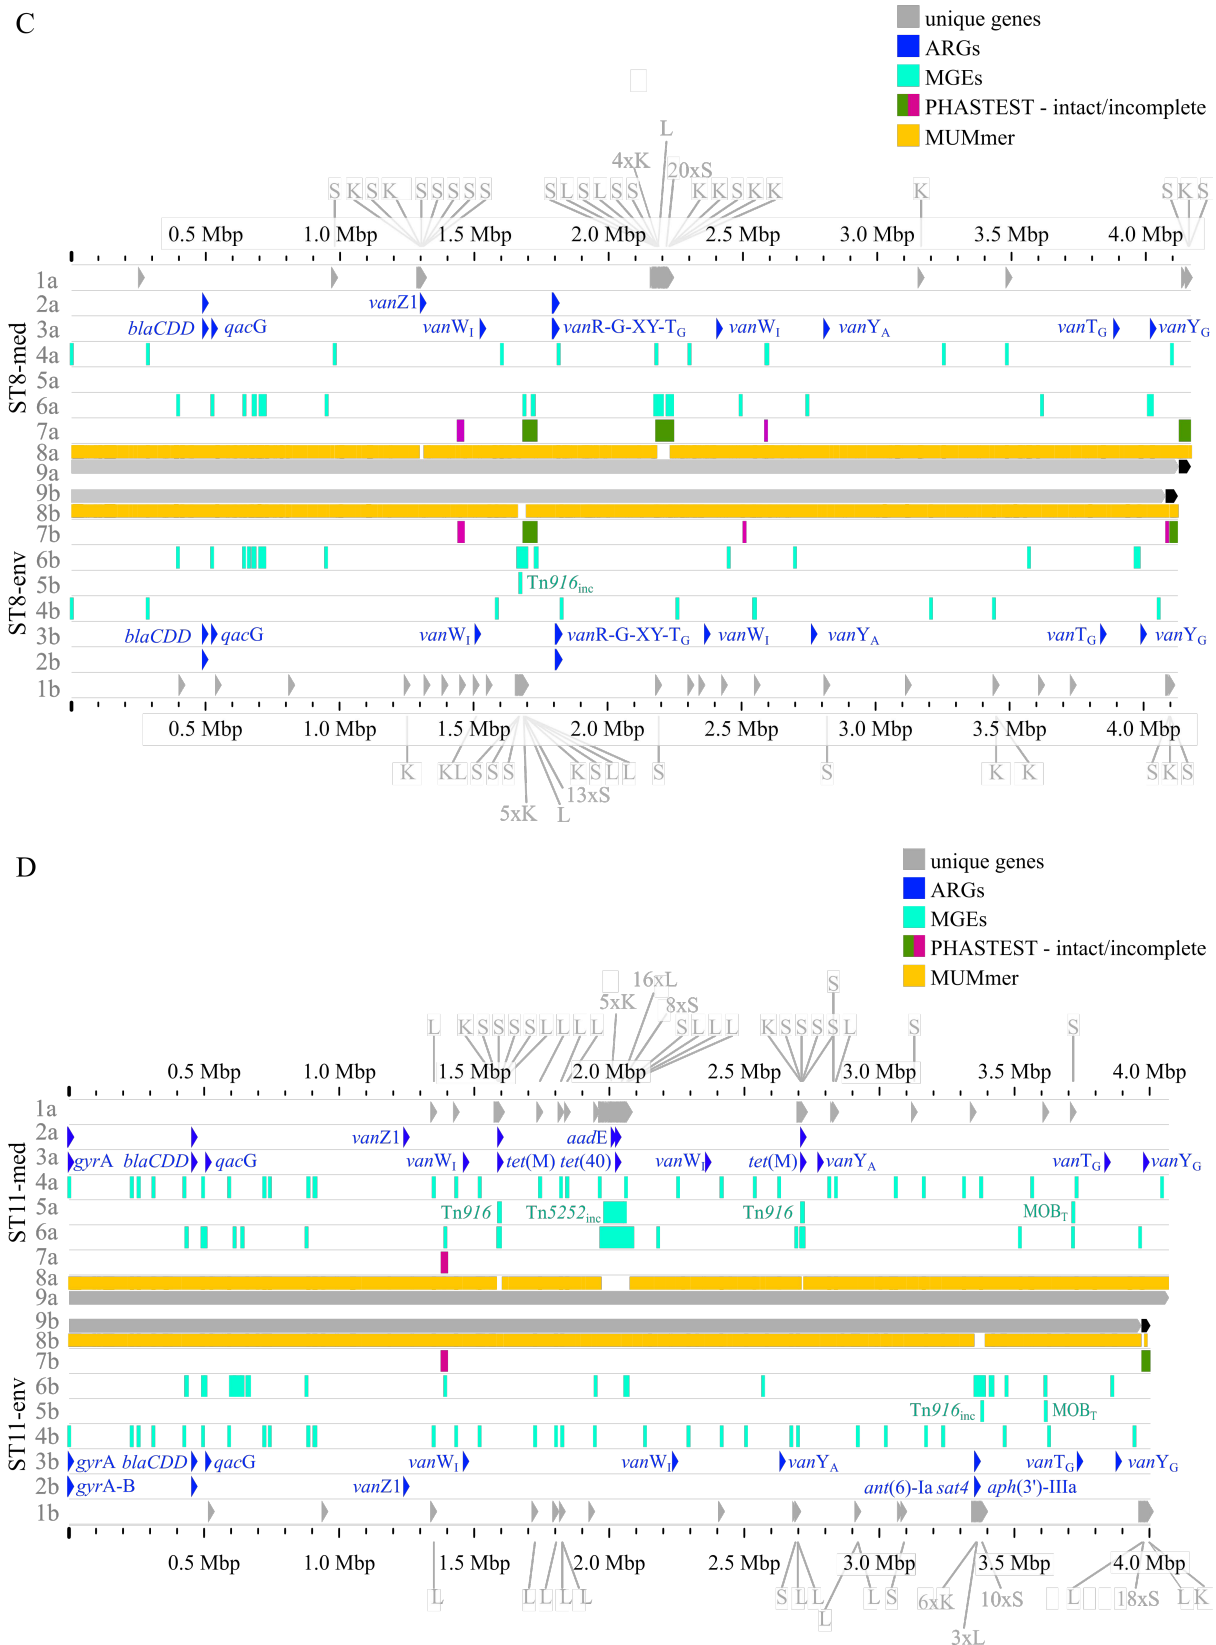 C
unique genes
ARGs
MGEs
PHASTEST - intact/incomplete
MUMmer
L
4xK
20xS
S K S K S S S S S S L S L S S K K S K K K S K S
0.5 Mbp 1.0 Mbp 1.5 Mbp 2.0 Mbp 2.5 Mbp 3.0 Mbp 3.5 Mbp 4.0 Mbp
ST8-med
1a
2a vanZ1
3a blaCDD qacG vanWI vanR-G-XY-TG vanWI vanYA vanTG vanYG
4a
5a
6a
7a
8a
9a
ST8-env
9b
8b
7b
6b
5b Tn916inc
4b
3b blaCDD qacG vanWI vanR-G-XY-TG vanWI vanYA vanTG vanYG
2b
1b
0.5 Mbp 1.0 Mbp 1.5 Mbp 2.0 Mbp 2.5 Mbp 3.0 Mbp 3.5 Mbp 4.0 Mbp
K K L S S S K S L L S S K K S K S
13xS
5xK L
D
unique genes
ARGs
MGEs
PHASTEST - intact/incomplete
MUMmer
16xL S
5xK 8xS
L K S S S S L L L L S L L L K S S S S L S S
0.5 Mbp 1.0 Mbp 1.5 Mbp 2.0 Mbp 2.5 Mbp 3.0 Mbp 3.5 Mbp 4.0 Mbp
ST11-med
1a
2a vanZ1 aadE
3a gyrA blaCDD qacG vanWI tet(M) tet(40) vanWI tet(M) vanYA vanTG vanYG
4a
5a Tn916 Tn5252inc Tn916 MOBT
6a
7a
8a
9a
ST11-env
9b
8b
7b
6b
5b Tn916inc MOBT
4b
3b gyrA blaCDD qacG vanWI vanWI vanYA vanTG vanYG
2b gyrA-B vanZ1 ant(6)-Ia sat4 aph(3')-IIIa
1b
0.5 Mbp 1.0 Mbp 1.5 Mbp 2.0 Mbp 2.5 Mbp 3.0 Mbp 3.5 Mbp 4.0 Mbp
L L L L L S L L L S 6xK 10xS L 18xS L K
L
3xL